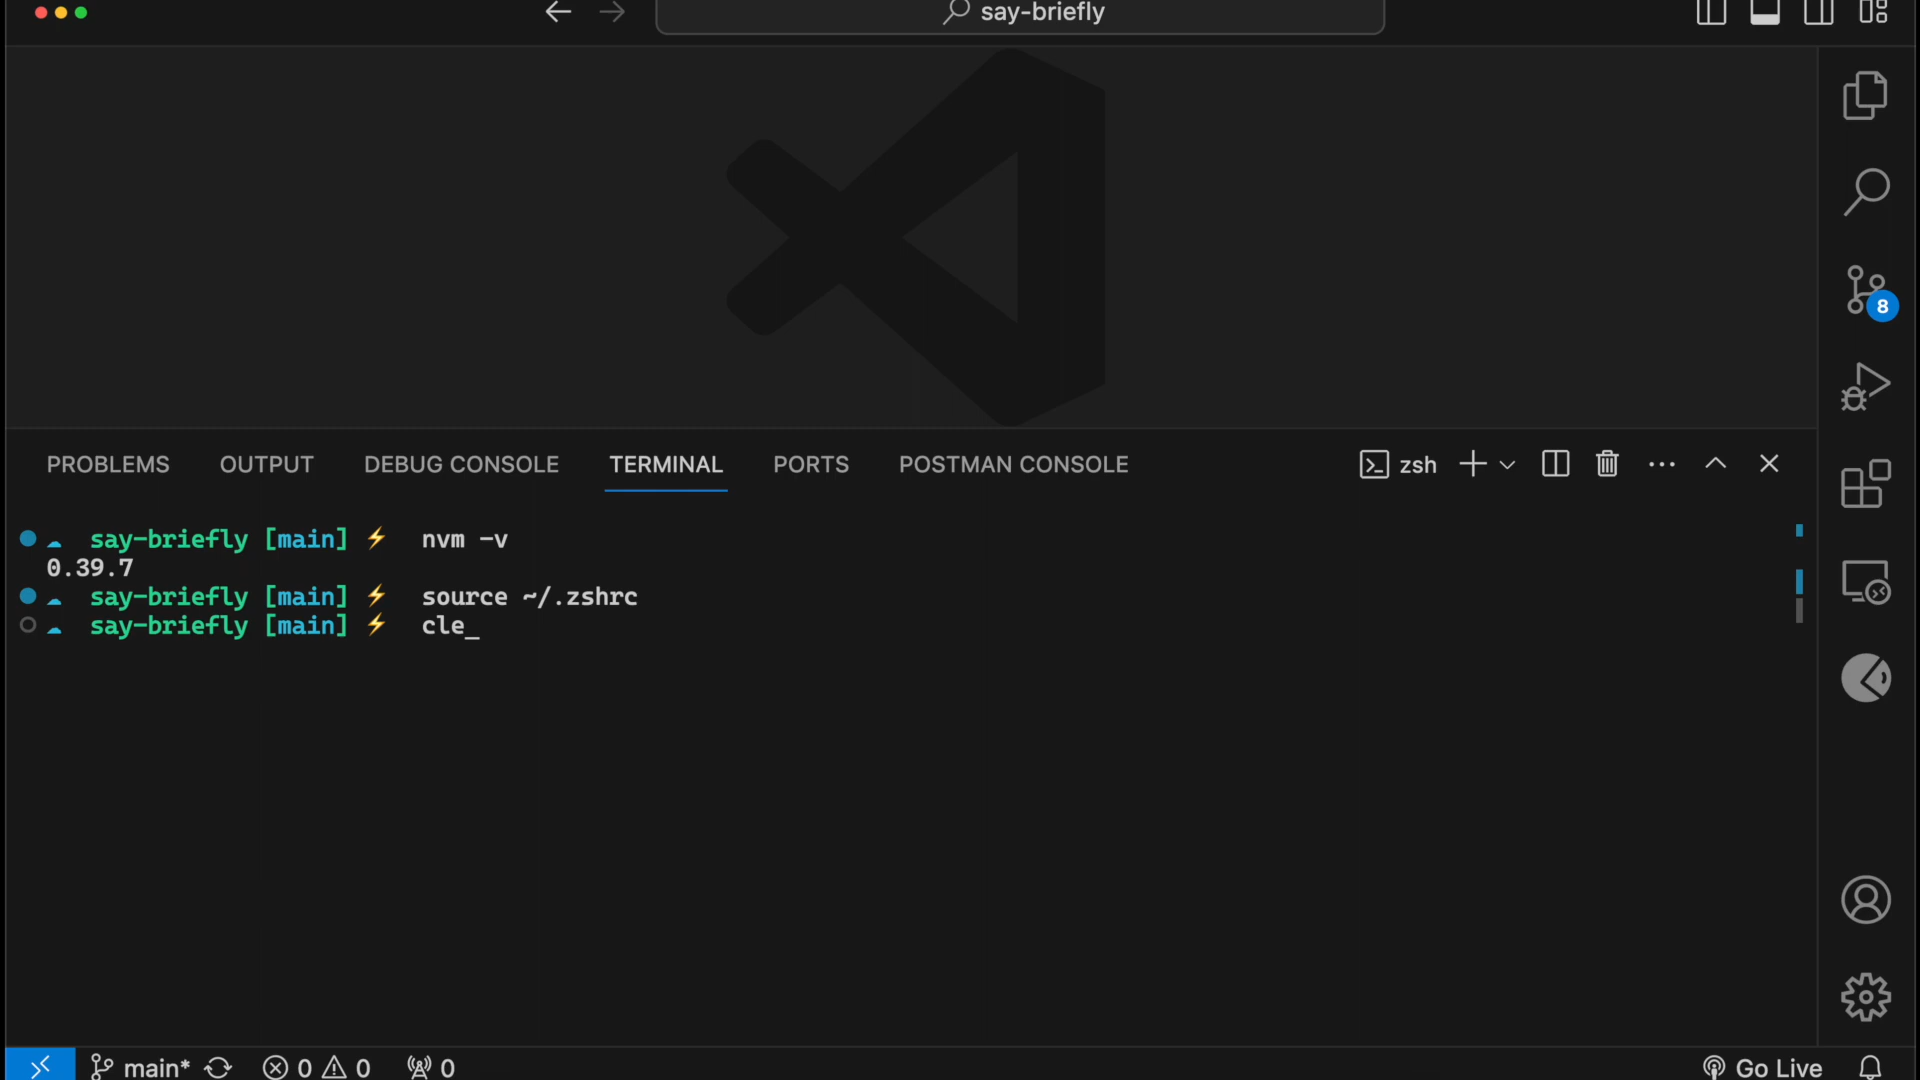 say-briefly
8
PROBLEMS OUTPUT DEBUG CONSOLE TERMINAL PORTS POSTMAN CONSOLE zsh
say-briefly [main] ⚡ nvm -v
0.39.7
say-briefly [main] ⚡ source ~/.zshrc
say-briefly [main] ⚡ cle_
main* 0 0 0 Go Live